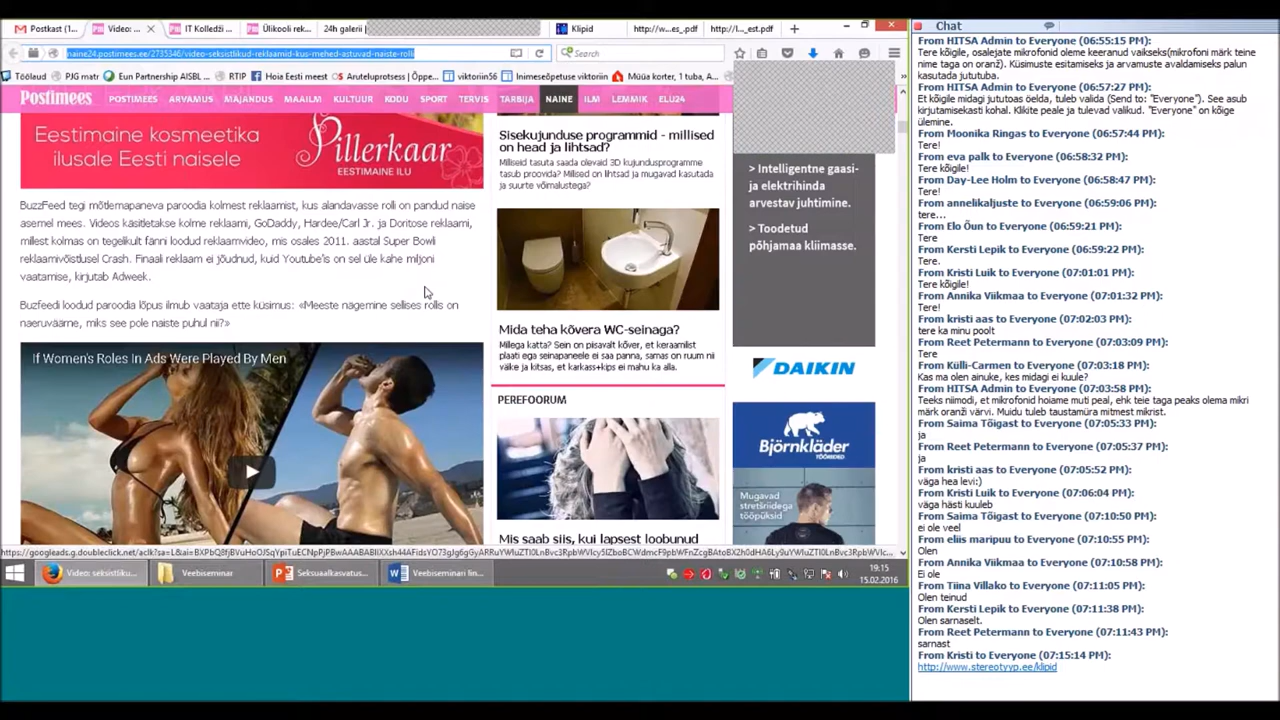 Postkast (1...
Video: ...
IT Kolledži ...
Ülikooli rek...
24h galerii j
Klipid
http://w...es_.pdf
http://l..._est.pdf
naine24.postimees.ee/2735346/video-seksistlikud-reklaamid-kus-mehed-astuvad-naiste-rolli
Search
Töölaud
PJG matr
Eun Partnership AISBL ...
RTIP
Hoia Eesti meest
Aruteluprotsess | Õppe...
viktoriin56
Inimeseõpetuse viktoriin
Müüa korter, 1 tuba, A...
Postimees
POSTIMEES
ARVAMUS
MAJANDUS
MAAILM
KULTUUR
KODU
SPORT
TERVIS
TARBIJA
NAINE
ILM
LEMMIK
ELU24
Eestimaine kosmeetika
ilusale Eesti naisele
Pillerkaar
EESTIMAINE ILU
BuzzFeed tegi mõtlemapaneva paroodia kolmest reklaamist, kus alandavasse rolli on pandud naise
asemel mees. Videos käsitletakse kolme reklaami, GoDaddy, Hardee/Carl Jr. ja Doritose reklaami,
millest kolmas on tegelikult fänni loodud reklaamvideo, mis osales 2011. aastal Super Bowli
reklaamivõistlusel Crash. Finaali reklaam ei jõudnud, kuid Youtube's on sel üle kahe miljoni
vaatamise, kirjutab Adweek.
Buzfeedi loodud paroodia lõpus ilmub vaataja ette küsimus: «Meeste nägemine sellises rollis on
naeruväärne, miks see pole naiste puhul nii?»
If Women's Roles In Ads Were Played By Men
Sisekujunduse programmid - millised
on head ja lihtsad?
Milliseid tasuta saada olevaid 3D kujundusprogramme
tasub proovida? Millised on lihtsad ja mugavad kasutada
ja suurte võimalustega?
Mida teha kõvera WC-seinaga?
Millega katta? Sein on pisavalt kõver, et keraamilist
plaati ega seinapaneele ei saa panna, samas on ruum nii
väike ja kitsas, et karkass+kips ei mahu ka alla.
PEREFOORUM
Mis saab siis, kui lapsest loobunud
> Intelligentne gaasi-
ja elektrihinda
arvestav juhtimine.
> Toodetud
põhjamaa kliimasse.
DAIKIN
Björnkläder
TÖÖRIIDED
Mugavad
stretšriidega
tööpüksid
Video: seksistliku...
Veebiseminar
Seksuaalkasvatus...
Veebiseminari lin...
19:15
15.02.2016
Chat
From HITSA Admin to Everyone (06:55:15 PM):
Tere kõigile, osalejate mikrofonid oleme keeranud vaikseks(mikrofoni märk teine
nime taga on oranž). Küsimuste esitamiseks ja arvamuste avaldamiseks palun
kasutada jututuba.
From HITSA Admin to Everyone (06:57:27 PM):
Et kõigile midagi jututoas öelda, tuleb valida (Send to: "Everyone"). See asub
kirjutamisekasti kohal. Klikite peale ja tulevad valikud. "Everyone" on kõige
ülemine.
From Moonika Ringas to Everyone (06:57:44 PM):
Tere!
From eva palk to Everyone (06:58:32 PM):
Tere kõigile!
From Day-Lee Holm to Everyone (06:58:47 PM):
Tere!
From annelikaljuste to Everyone (06:59:06 PM):
tere...
From Elo Õun to Everyone (06:59:21 PM):
Tere
From Kersti Lepik to Everyone (06:59:22 PM):
Tere.
From Kristi Luik to Everyone (07:01:01 PM):
Tere kõigile!
From Annika Viikmaa to Everyone (07:01:32 PM):
Tere!
From kristi aas to Everyone (07:02:03 PM):
tere ka minu poolt
From Reet Petermann to Everyone (07:03:09 PM):
Tere
From Külli-Carmen to Everyone (07:03:18 PM):
Kas ma olen ainuke, kes midagi ei kuule?
From HITSA Admin to Everyone (07:03:58 PM):
Teeks niimodi, et mikrofonid hoiame muti peal, ehk teie taga peaks olema mikri
märk oranži värvi. Muidu tuleb taustamüra mitmest mikrist.
From Saima Tõigast to Everyone (07:05:33 PM):
ja
From Reet Petermann to Everyone (07:05:37 PM):
ja
From kristi aas to Everyone (07:05:52 PM):
väga hea levi:)
From Kristi Luik to Everyone (07:06:04 PM):
väga hästi kuuleb
From Saima Tõigast to Everyone (07:10:50 PM):
ei ole veel
From eliis maripuu to Everyone (07:10:55 PM):
Olen
From Annika Viikmaa to Everyone (07:10:58 PM):
Ei ole
From Tiina Villako to Everyone (07:11:05 PM):
Olen teinud
From Kersti Lepik to Everyone (07:11:38 PM):
Olen sarnaselt.
From Reet Petermann to Everyone (07:11:43 PM):
sarnast
From Kristi to Everyone (07:15:14 PM):
http://www.stereotyyp.ee/klipid